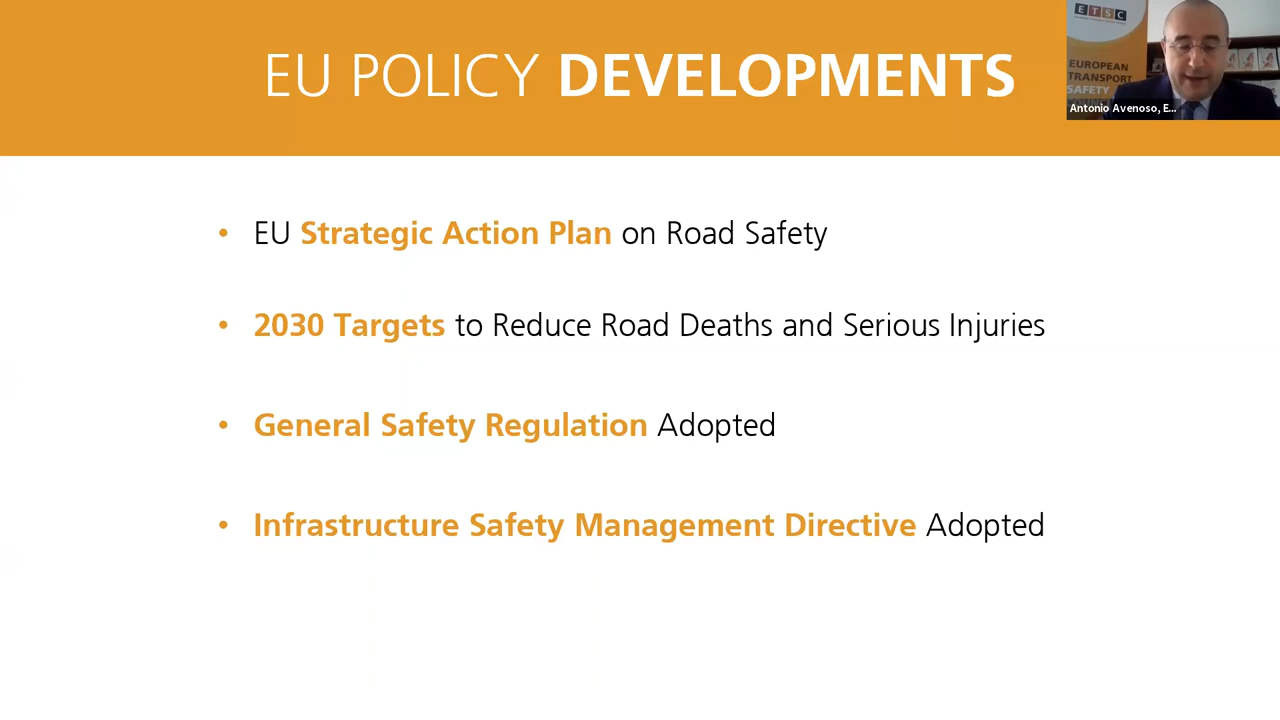 EU POLICY DEVELOPMENTS
ETSC
EUROPEAN
TRANSPORT
SAFETY
Antonio Avenoso, E...
• EU Strategic Action Plan on Road Safety
• 2030 Targets to Reduce Road Deaths and Serious Injuries
• General Safety Regulation Adopted
• Infrastructure Safety Management Directive Adopted